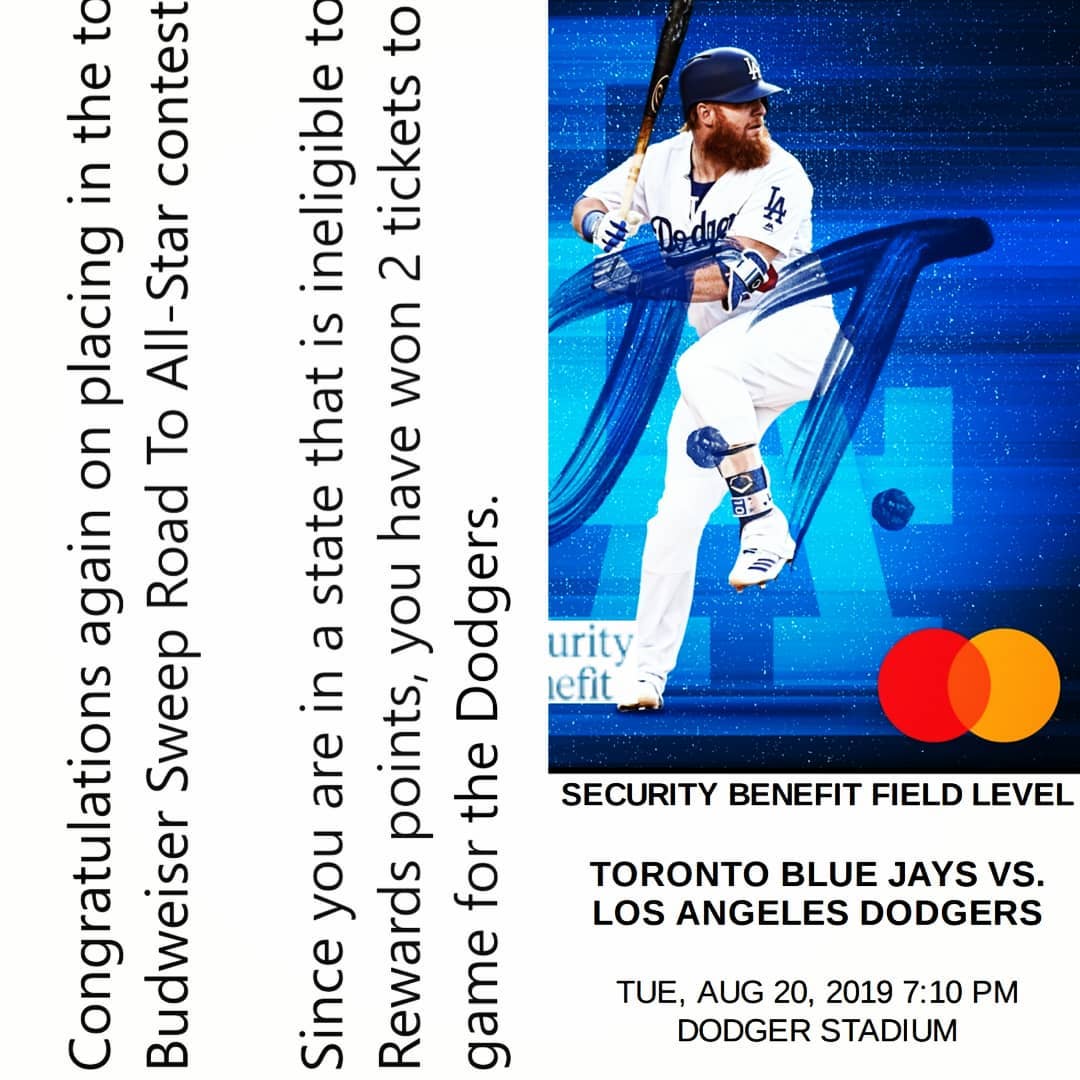 Congratulations again on placing in the to
Budweiser Sweep Road To All-Star contest
Since you are in a state that is ineligible to
Rewards points, you have won 2 tickets to
game for the Dodgers.
LA
Dodger
LA
urity
efit
SECURITY BENEFIT FIELD LEVEL
TORONTO BLUE JAYS VS.
LOS ANGELES DODGERS
TUE, AUG 20, 2019 7:10 PM
DODGER STADIUM